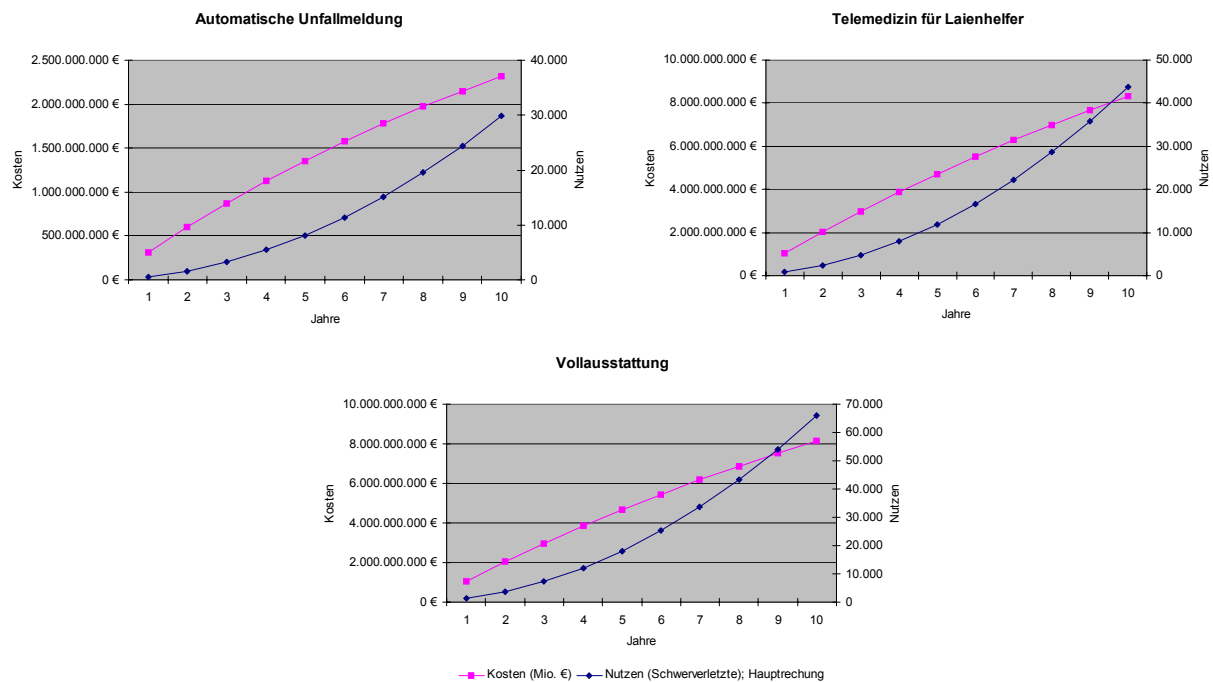 Automatische Unfallmeldung
2.500.000.000 €
2.000.000.000 €
1.500.000.000 €
1.000.000.000 €
500.000.000 €
0 €
Kosten
40.000
30.000
20.000
10.000
0
Nutzen
1 2 3 4 5 6 7 8 9 10
Jahre
Telemedizin für Laienhelfer
10.000.000.000 €
8.000.000.000 €
6.000.000.000 €
4.000.000.000 €
2.000.000.000 €
0 €
Kosten
50.000
40.000
30.000
20.000
10.000
0
Nutzen
1 2 3 4 5 6 7 8 9 10
Jahre
Vollausstattung
10.000.000.000 €
8.000.000.000 €
6.000.000.000 €
4.000.000.000 €
2.000.000.000 €
0 €
Kosten
70.000
60.000
50.000
40.000
30.000
20.000
10.000
0
Nutzen
1 2 3 4 5 6 7 8 9 10
Jahre
Kosten (Mio. €) Nutzen (Schwerverletzte); Hauptrechung